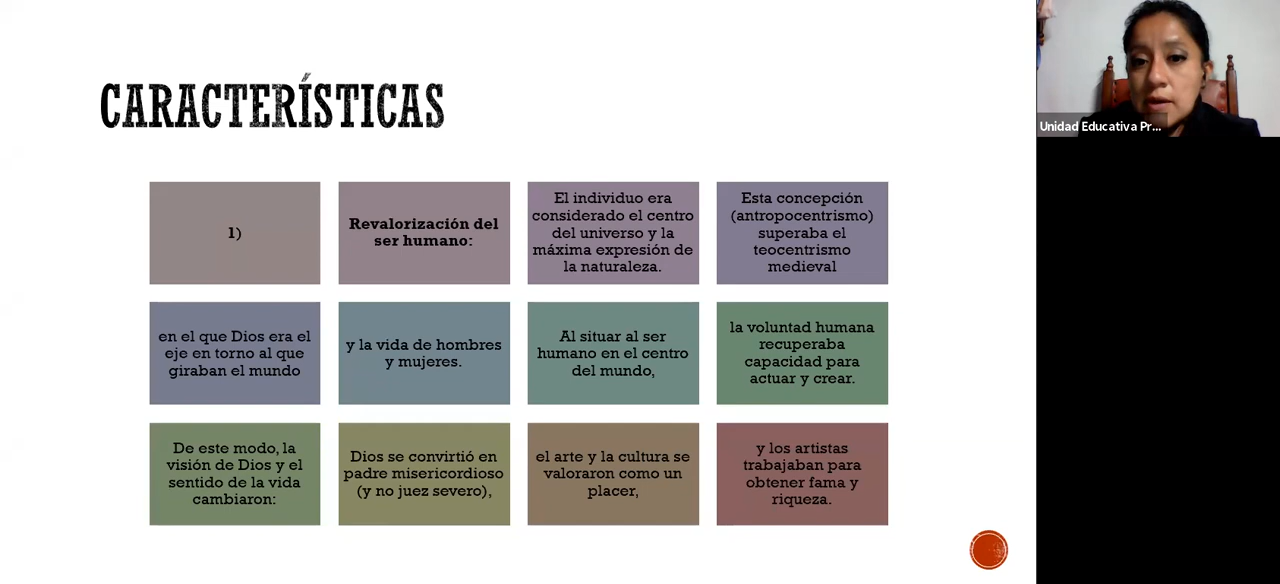 CARACTERÍSTICAS
1)
Revalorización del
ser humano:
El individuo era
considerado el centro
del universo y la
máxima expresión de
la naturaleza.
Esta concepción
(antropocentrismo)
superaba el
teocentrismo
medieval
en el que Dios era el
eje en torno al que
giraban el mundo
y la vida de hombres
y mujeres.
Al situar al ser
humano en el centro
del mundo,
la voluntad humana
recuperaba
capacidad para
actuar y crear.
De este modo, la
visión de Dios y el
sentido de la vida
cambiaron:
Dios se convirtió en
padre misericordioso
(y no juez severo),
el arte y la cultura se
valoraron como un
placer,
y los artistas
trabajaban para
obtener fama y
riqueza.
Unidad Educativa Pr...